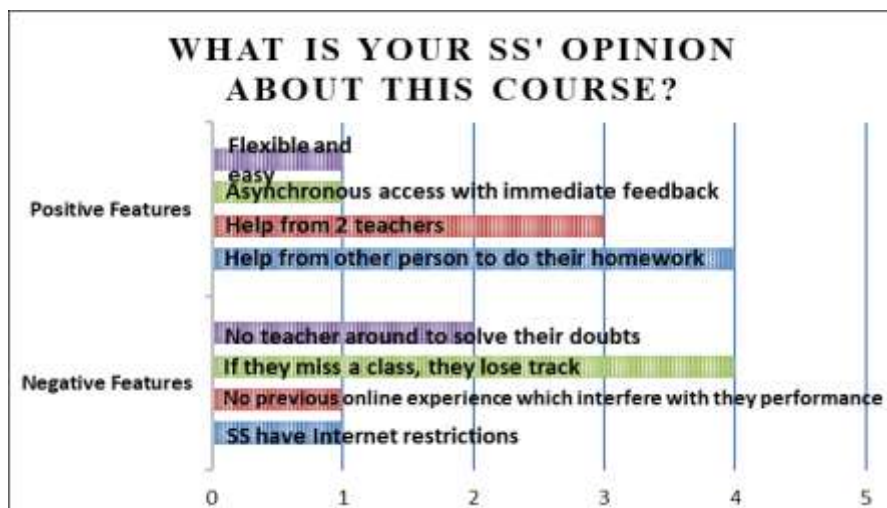 WHAT IS YOUR SS' OPINION
ABOUT THIS COURSE?
Positive Features
Flexible and
easy
Asynchronous access with immediate feedback
Help from 2 teachers
Help from other person to do their homework
Negative Features
No teacher around to solve their doubts
If they miss a class, they lose track
No previous online experience which interfere with they performance
SS have Internet restrictions
0 1 2 3 4 5